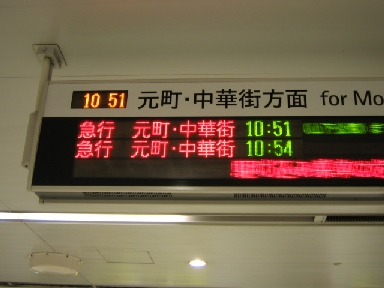 10 51 元町・中華街方面 for Mo
急行 元町・中華街 10:51
急行 元町・中華街 10:54